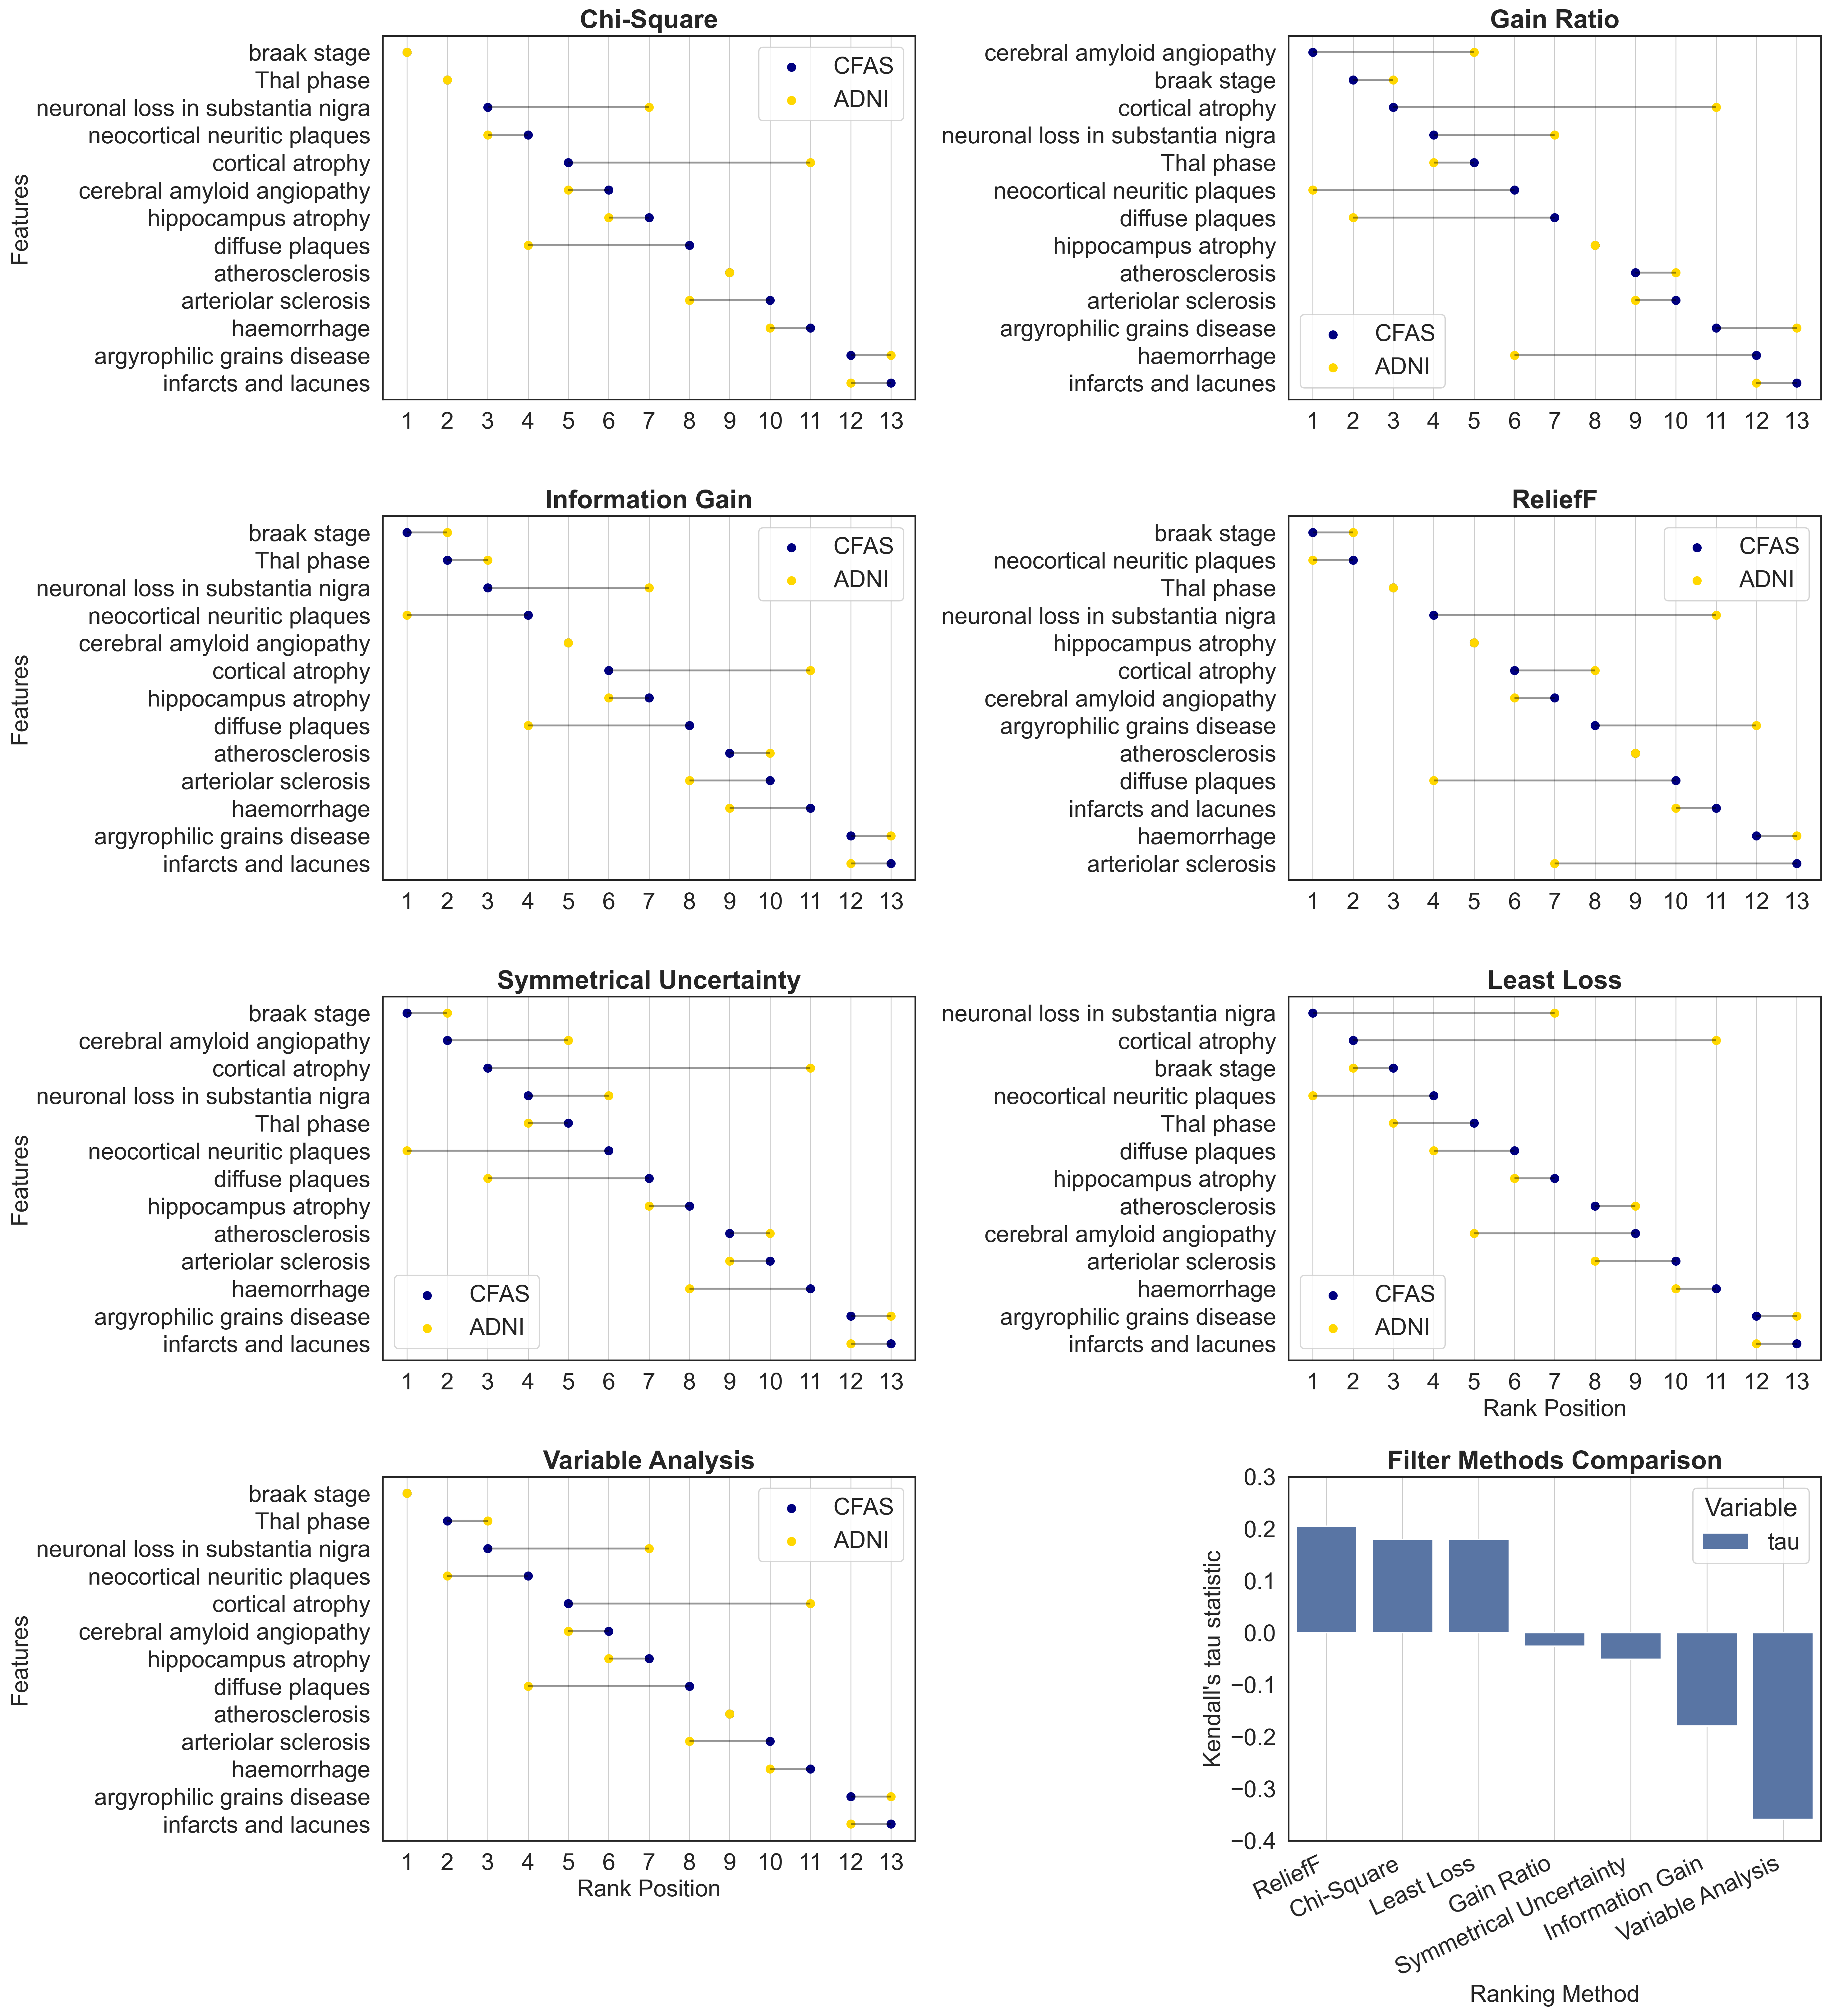 Chi-Square
Features
braak stage
Thal phase
neuronal loss in substantia nigra
neocortical neuritic plaques
cortical atrophy
cerebral amyloid angiopathy
hippocampus atrophy
diffuse plaques
atherosclerosis
arteriolar sclerosis
haemorrhage
argyrophilic grains disease
infarcts and lacunes
CFAS
ADNI
1 2 3 4 5 6 7 8 9 10 11 12 13
Gain Ratio
cerebral amyloid angiopathy
braak stage
cortical atrophy
neuronal loss in substantia nigra
Thal phase
neocortical neuritic plaques
diffuse plaques
hippocampus atrophy
atherosclerosis
arteriolar sclerosis
argyrophilic grains disease
haemorrhage
infarcts and lacunes
CFAS
ADNI
1 2 3 4 5 6 7 8 9 10 11 12 13
Information Gain
Features
braak stage
Thal phase
neuronal loss in substantia nigra
neocortical neuritic plaques
cerebral amyloid angiopathy
cortical atrophy
hippocampus atrophy
diffuse plaques
atherosclerosis
arteriolar sclerosis
haemorrhage
argyrophilic grains disease
infarcts and lacunes
CFAS
ADNI
1 2 3 4 5 6 7 8 9 10 11 12 13
ReliefF
braak stage
neocortical neuritic plaques
Thal phase
neuronal loss in substantia nigra
hippocampus atrophy
cortical atrophy
cerebral amyloid angiopathy
argyrophilic grains disease
atherosclerosis
diffuse plaques
infarcts and lacunes
haemorrhage
arteriolar sclerosis
CFAS
ADNI
1 2 3 4 5 6 7 8 9 10 11 12 13
Symmetrical Uncertainty
Features
braak stage
cerebral amyloid angiopathy
cortical atrophy
neuronal loss in substantia nigra
Thal phase
neocortical neuritic plaques
diffuse plaques
hippocampus atrophy
atherosclerosis
arteriolar sclerosis
haemorrhage
argyrophilic grains disease
infarcts and lacunes
CFAS
ADNI
1 2 3 4 5 6 7 8 9 10 11 12 13
Least Loss
neuronal loss in substantia nigra
cortical atrophy
braak stage
neocortical neuritic plaques
Thal phase
diffuse plaques
hippocampus atrophy
atherosclerosis
cerebral amyloid angiopathy
arteriolar sclerosis
haemorrhage
argyrophilic grains disease
infarcts and lacunes
CFAS
ADNI
1 2 3 4 5 6 7 8 9 10 11 12 13
Rank Position
Variable Analysis
Features
braak stage
Thal phase
neuronal loss in substantia nigra
neocortical neuritic plaques
cortical atrophy
cerebral amyloid angiopathy
hippocampus atrophy
diffuse plaques
atherosclerosis
arteriolar sclerosis
haemorrhage
argyrophilic grains disease
infarcts and lacunes
CFAS
ADNI
1 2 3 4 5 6 7 8 9 10 11 12 13
Rank Position
Filter Methods Comparison
Kendall's tau statistic
0.3
0.2
0.1
0.0
−0.1
−0.2
−0.3
−0.4
Variable
tau
ReliefF
Chi-Square
Least Loss
Gain Ratio
Symmetrical Uncertainty
Information Gain
Variable Analysis
Ranking Method